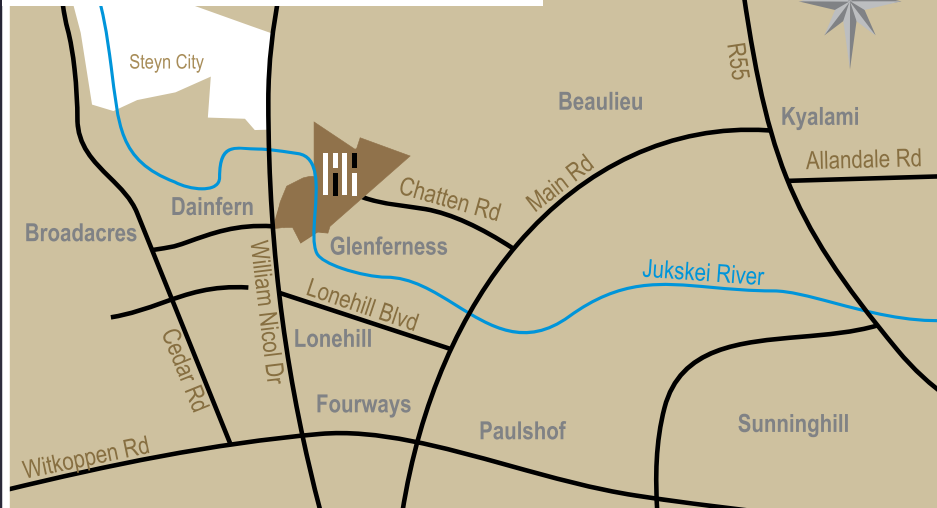 Steyn City
R55
Beaulieu
Kyalami
Allandale Rd
Main Rd
Chatten Rd
Dainfern
Broadacres
Glenferness
William Nicol Dr
Jukskei River
Lonehill Blvd
Lonehill
Cedar Rd
Fourways
Paulshof
Sunninghill
Witkoppen Rd